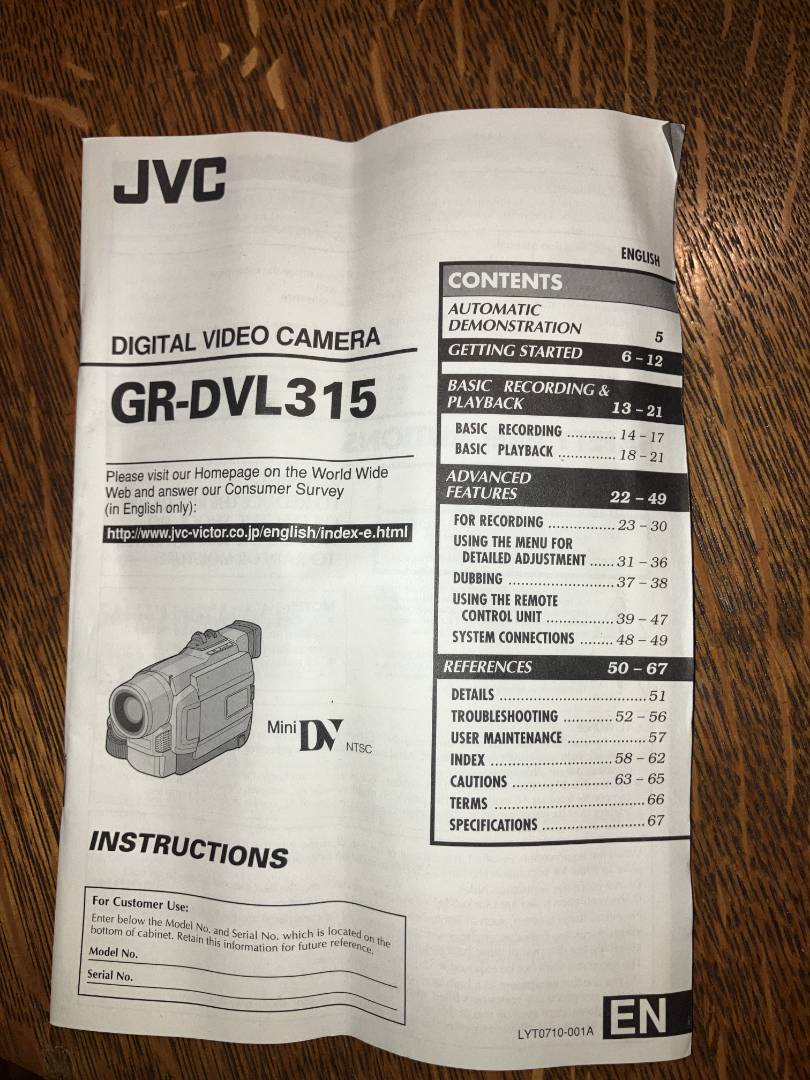 JVC
DIGITAL VIDEO CAMERA
GR-DVL315
Please visit our Homepage on the World Wide
Web and answer our Consumer Survey
(in English only):
http://www.jvc-victor.co.jp/english/index-e.html
Mini DV NTSC
INSTRUCTIONS
For Customer Use:
Enter below the Model No. and Serial No. which is located on the
bottom of cabinet. Retain this information for future reference.
Model No.
Serial No.
ENGLISH
CONTENTS
AUTOMATIC
DEMONSTRATION 5
GETTING STARTED 6 – 12
BASIC RECORDING &
PLAYBACK 13 – 21
BASIC RECORDING ............ 14 – 17
BASIC PLAYBACK ............. 18 – 21
ADVANCED
FEATURES 22 – 49
FOR RECORDING ................ 23 – 30
USING THE MENU FOR
DETAILED ADJUSTMENT ...... 31 – 36
DUBBING ......................... 37 – 38
USING THE REMOTE
CONTROL UNIT ................ 39 – 47
SYSTEM CONNECTIONS ........ 48 – 49
REFERENCES 50 – 67
DETAILS ................................... 51
TROUBLESHOOTING ............ 52 – 56
USER MAINTENANCE .................. 57
INDEX ............................. 58 – 62
CAUTIONS ........................ 63 – 65
TERMS .................................... 66
SPECIFICATIONS ........................ 67
LYT0710-001A EN